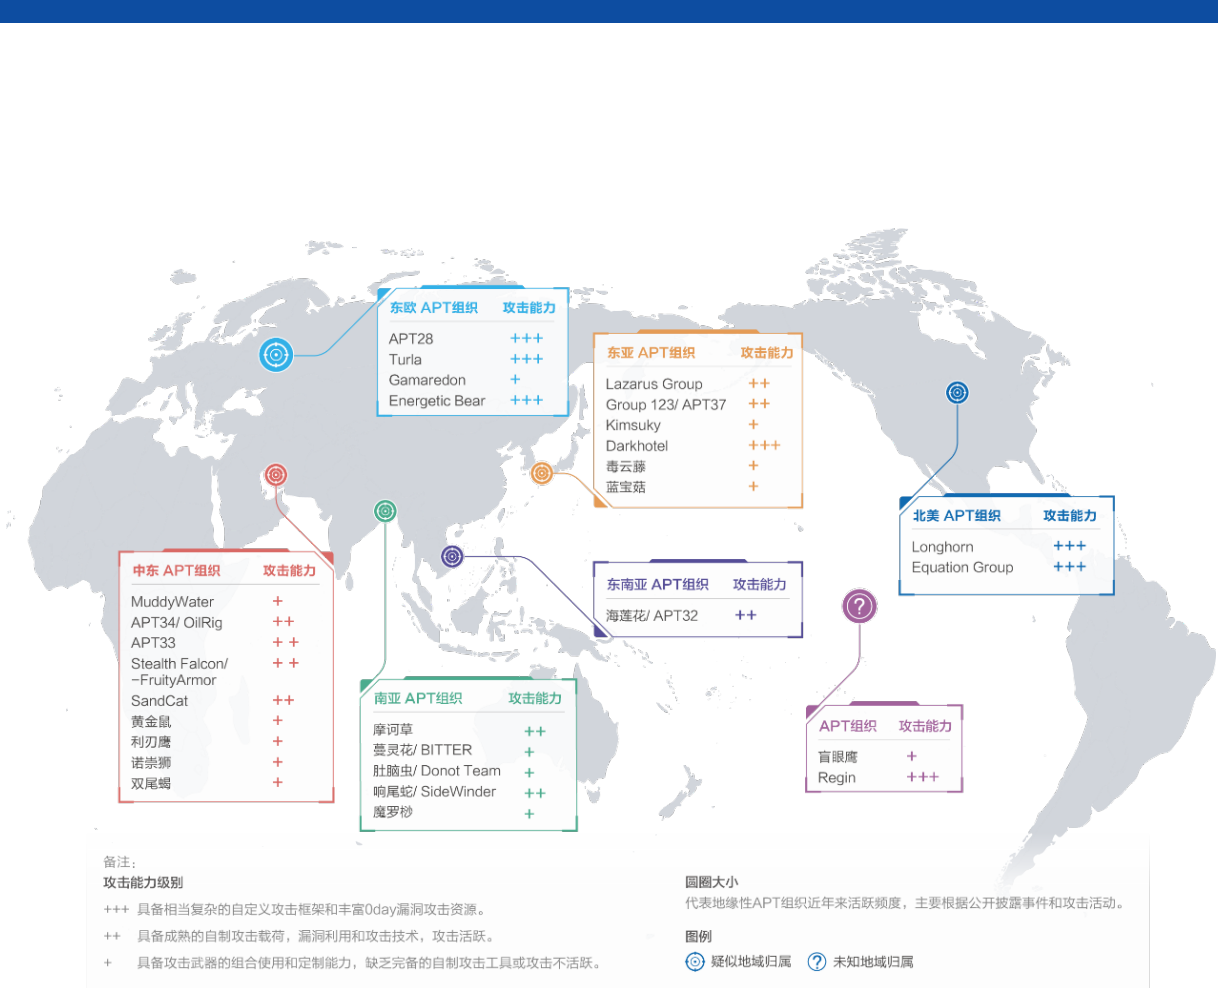 东欧 APT组织 攻击能力
APT28 +++
Turla +++
Gamaredon +
Energetic Bear +++
东亚 APT组织 攻击能力
Lazarus Group ++
Group 123/ APT37 ++
Kimsuky +
Darkhotel +++
毒云藤 +
蓝宝菇 +
北美 APT组织 攻击能力
Longhorn +++
Equation Group +++
中东 APT组织 攻击能力
MuddyWater +
APT34/ OilRig ++
APT33 + +
Stealth Falcon/ + +
–FruityArmor
SandCat ++
黄金鼠 +
利刃鹰 +
诺崇狮 +
双尾蝎 +
东南亚 APT组织 攻击能力
海莲花/ APT32 ++
南亚 APT组织 攻击能力
摩诃草 ++
蔓灵花/ BITTER +
肚脑虫/ Donot Team +
响尾蛇/ SideWinder ++
魔罗桫 +
?
APT组织 攻击能力
盲眼鹰 +
Regin +++
备注:
攻击能力级别
+++ 具备相当复杂的自定义攻击框架和丰富0day漏洞攻击资源。
++ 具备成熟的自制攻击载荷，漏洞利用和攻击技术，攻击活跃。
+ 具备攻击武器的组合使用和定制能力，缺乏完备的自制攻击工具或攻击不活跃。
圆圈大小
代表地缘性APT组织近年来活跃频度，主要根据公开披露事件和攻击活动。
图例
疑似地域归属 ? 未知地域归属